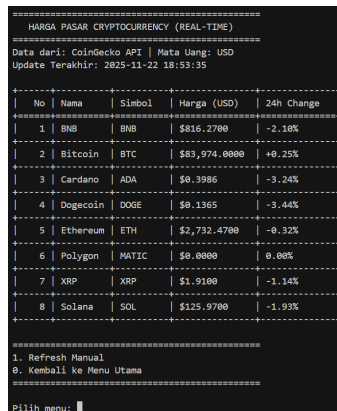 ==============================================
HARGA PASAR CRYPTOCURRENCY (REAL-TIME)
==============================================
Data dari: CoinGecko API | Mata Uang: USD
Update Terakhir: 2025-11-22 18:53:35
| No | Nama | Simbol | Harga (USD) | 24h Change
| 1 | BNB | BNB | $816.2700 | -2.10%
| 2 | Bitcoin | BTC | $83,974.0000 | +0.25%
| 3 | Cardano | ADA | $0.3986 | -3.24%
| 4 | Dogecoin | DOGE | $0.1365 | -3.44%
| 5 | Ethereum | ETH | $2,732.4700 | -0.32%
| 6 | Polygon | MATIC | $0.0000 | 0.00%
| 7 | XRP | XRP | $1.9100 | -1.14%
| 8 | Solana | SOL | $125.9700 | -1.93%
==============================================
1. Refresh Manual
0. Kembali ke Menu Utama
==============================================
Pilih menu: